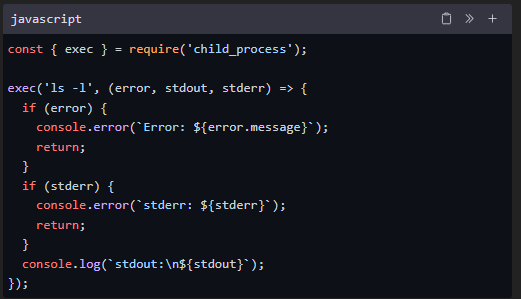 javascript
const { exec } = require('child_process');
exec('ls -l', (error, stdout, stderr) => {
  if (error) {
    console.error(`Error: ${error.message}`);
    return;
  }
  if (stderr) {
    console.error(`stderr: ${stderr}`);
    return;
  }
  console.log(`stdout:\n${stdout}`);
});